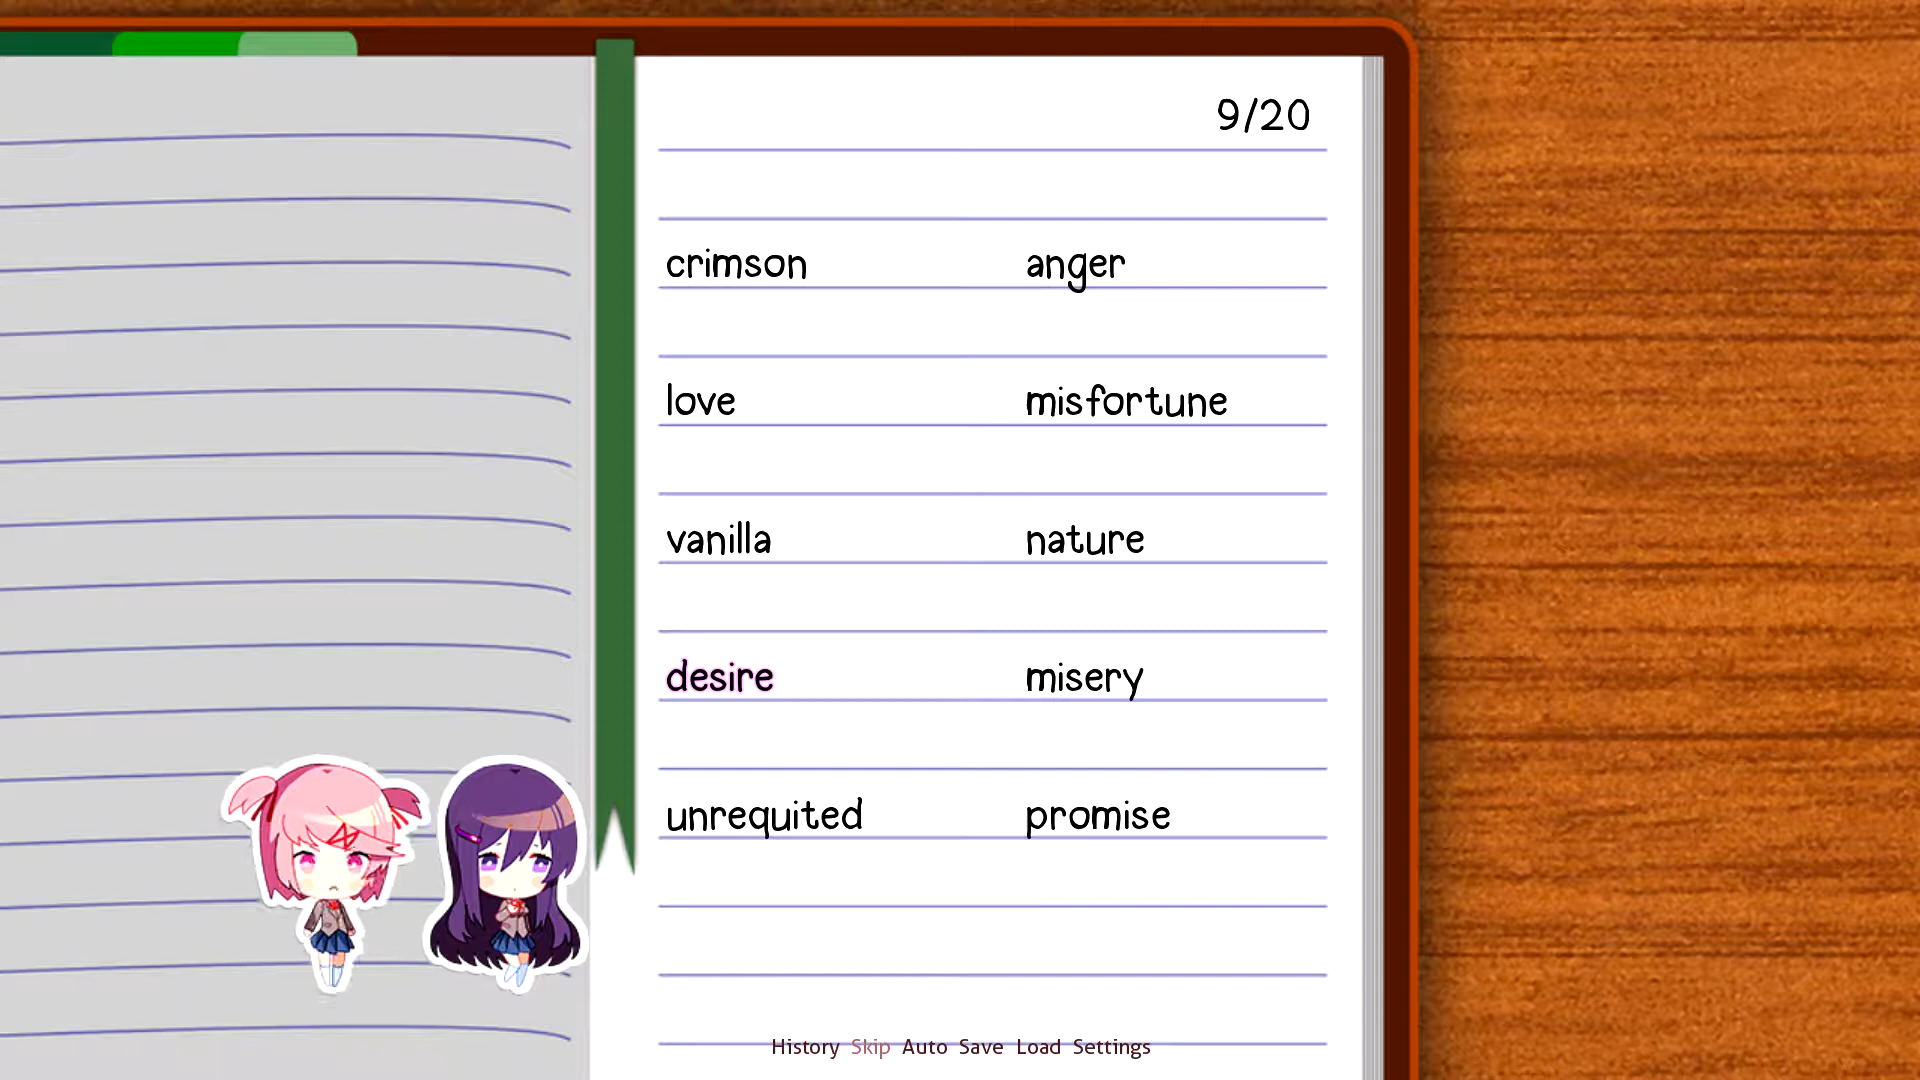 9/20
crimson anger
love misfortune
vanilla nature
desire misery
unrequited promise
History Skip Auto Save Load Settings